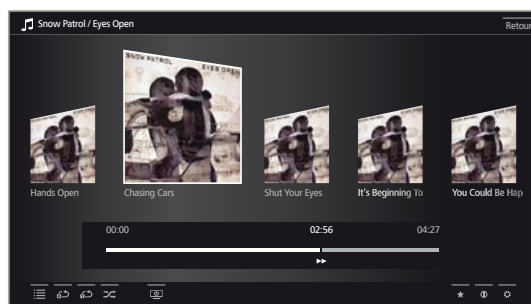 Snow Patrol / Eyes Open
Retour
SNOW PATROL EYES OPEN
Hands Open
Chasing Cars
Shut Your Eyes
It's Beginning To
You Could Be Hap
00:00 02:56 04:27